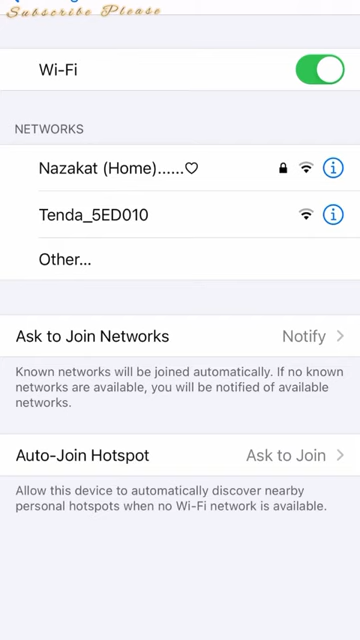 Subscribe Please
Wi-Fi
NETWORKS
Nazakat (Home)......♡
Tenda_5ED010
Other...
Ask to Join Networks Notify
Known networks will be joined automatically. If no known
networks are available, you will be notified of available
networks.
Auto-Join Hotspot Ask to Join
Allow this device to automatically discover nearby
personal hotspots when no Wi-Fi network is available.